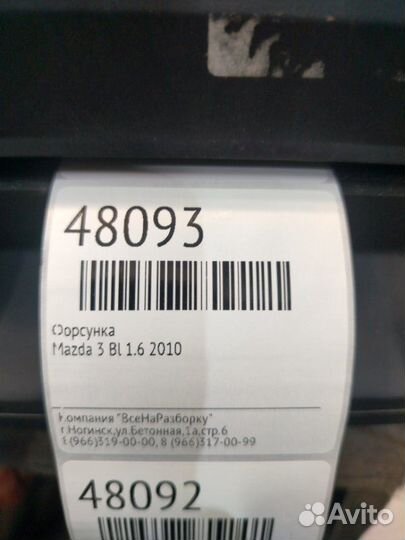 48093
Форсунка
Mazda 3 Bl 1.6 2010
Компания "ВсеНаРазборку"
г.Ногинск,ул.Бетонная,1а,стр.6
8(966)319-00-00, 8 (966)317-00-99
48092
Avito